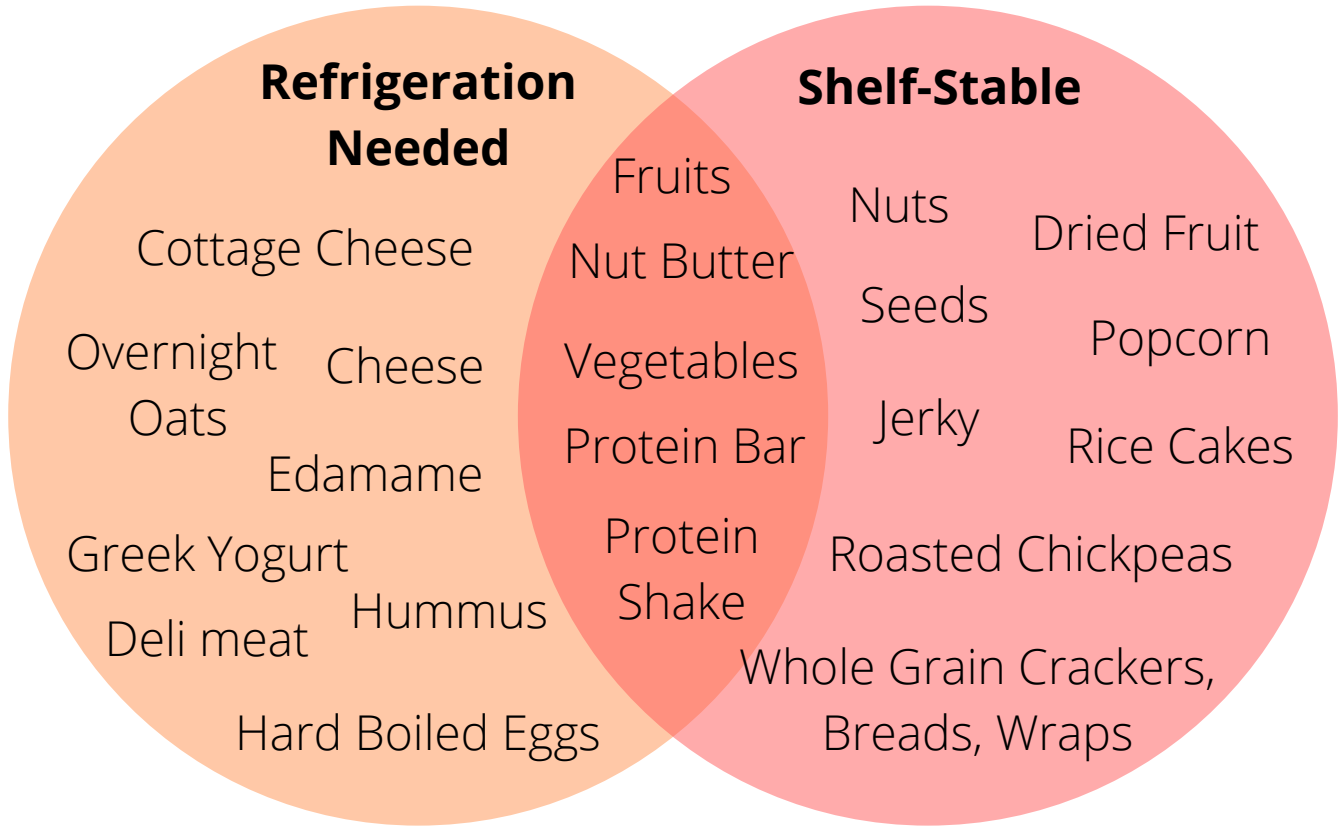 Refrigeration
Needed
Cottage Cheese
Overnight
Oats
Cheese
Edamame
Greek Yogurt
Hummus
Deli meat
Hard Boiled Eggs
Fruits
Nut Butter
Vegetables
Protein Bar
Protein
Shake
Shelf-Stable
Nuts
Dried Fruit
Seeds
Popcorn
Jerky
Rice Cakes
Roasted Chickpeas
Whole Grain Crackers,
Breads, Wraps